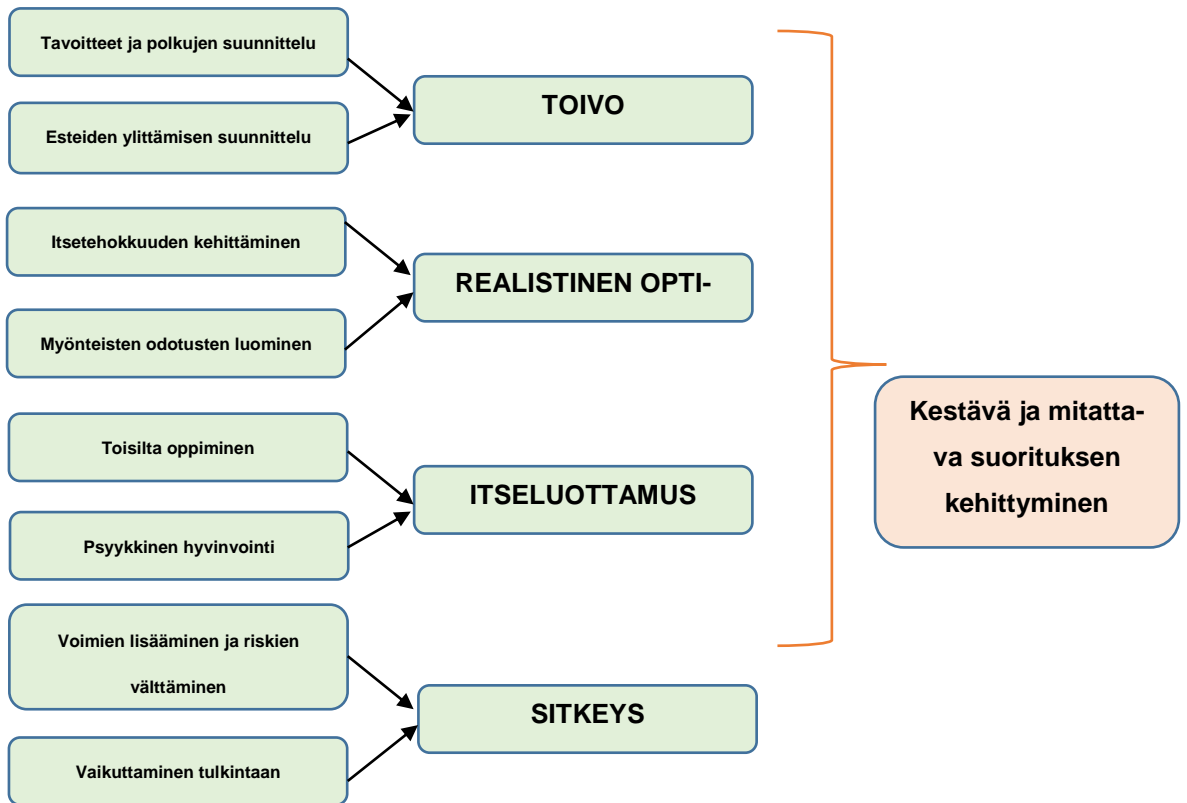 Tavoitteet ja polkujen suunnittelu
Esteiden ylittämisen suunnittelu
TOIVO
Itsetehokkuuden kehittäminen
Myönteisten odotusten luominen
REALISTINEN OPTI-
Toisilta oppiminen
Psyykkinen hyvinvointi
ITSELUOTTAMUS
Voimien lisääminen ja riskien
välttäminen
Vaikuttaminen tulkintaan
SITKEYS
Kestävä ja mitatta-
va suorituksen
kehittyminen